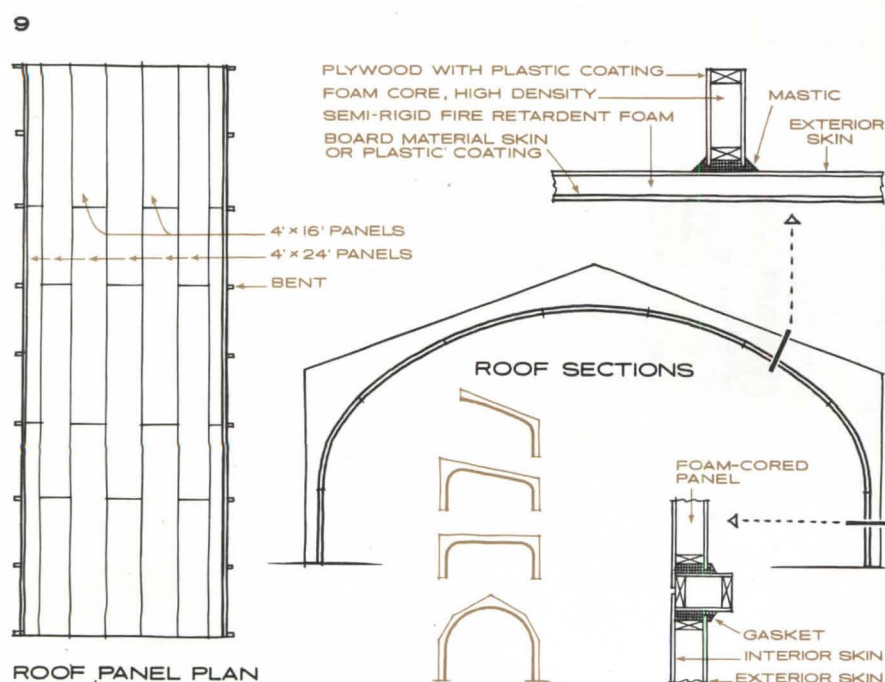 9
PLYWOOD WITH PLASTIC COATING
FOAM CORE, HIGH DENSITY
SEMI-RIGID FIRE RETARDENT FOAM
BOARD MATERIAL SKIN
OR PLASTIC COATING
MASTIC
EXTERIOR
SKIN
4' × 16' PANELS
4' × 24' PANELS
BENT
ROOF SECTIONS
FOAM-CORED
PANEL
GASKET
INTERIOR SKIN
EXTERIOR SKIN
ROOF PANEL PLAN